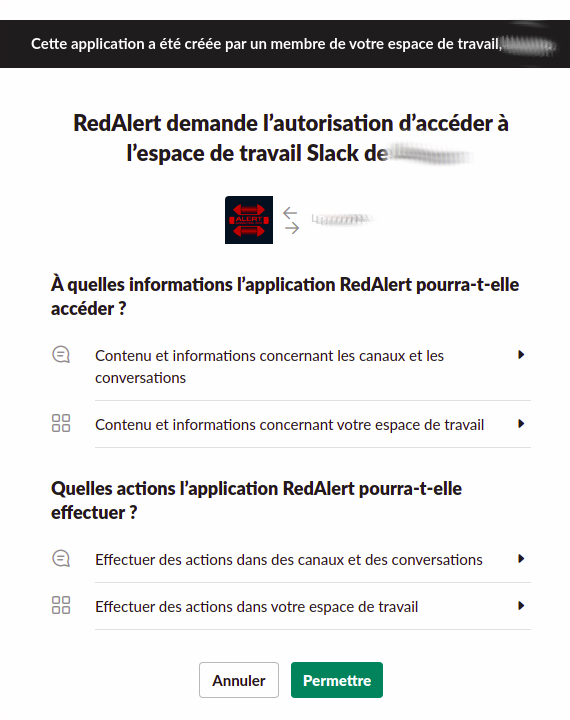 Cette application a été créée par un membre de votre espace de travail,
RedAlert demande l’autorisation d’accéder à
l’espace de travail Slack de
ALERT
À quelles informations l’application RedAlert pourra-t-elle
accéder ?
Contenu et informations concernant les canaux et les
conversations
Contenu et informations concernant votre espace de travail
Quelles actions l’application RedAlert pourra-t-elle
effectuer ?
Effectuer des actions dans des canaux et des conversations
Effectuer des actions dans votre espace de travail
Annuler
Permettre